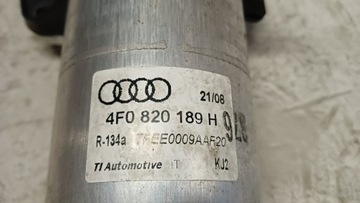 21/08
4F0 820 189 H
R-134a TFEE0009AAF20
TI Automotive T KJ2